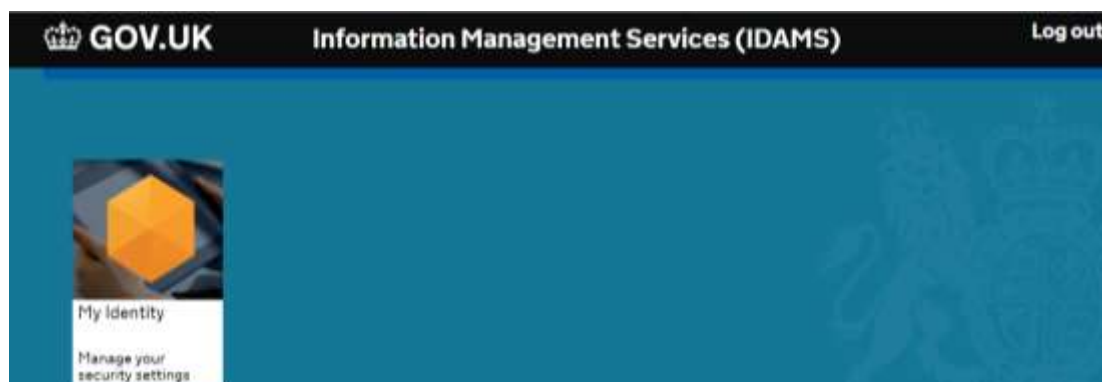 GOV.UK Information Management Services (IDAMS) Log out
My Identity
Manage your
security settings